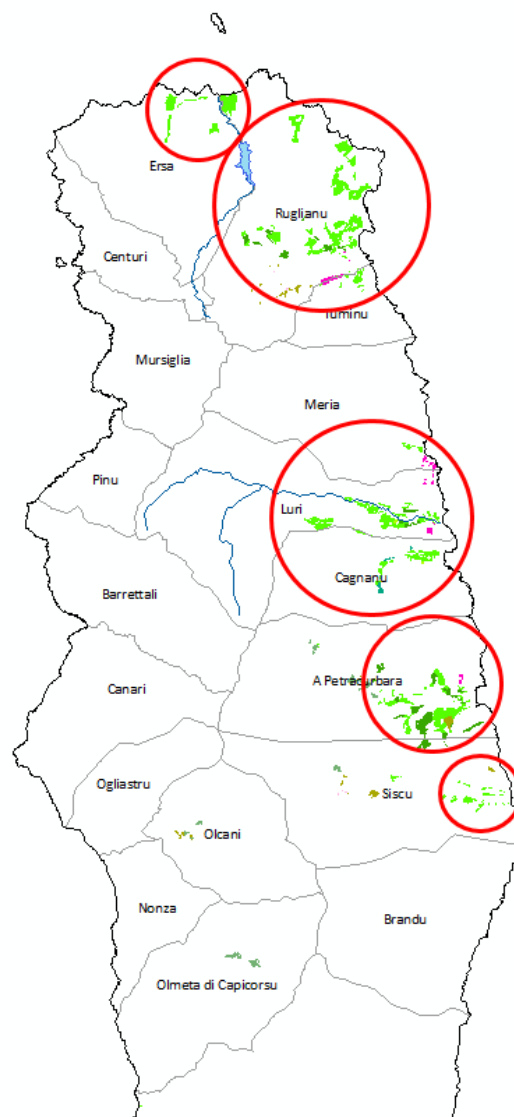 Ersa
Ruglianu
Centuri
Tuminu
Mursiglia
Meria
Pinu
Luri
Cagnanu
Barrettali
A Petracurbara
Canari
Ogliastru
Siscu
Olcani
Nonza
Brandu
Olmeta di Capicorsu